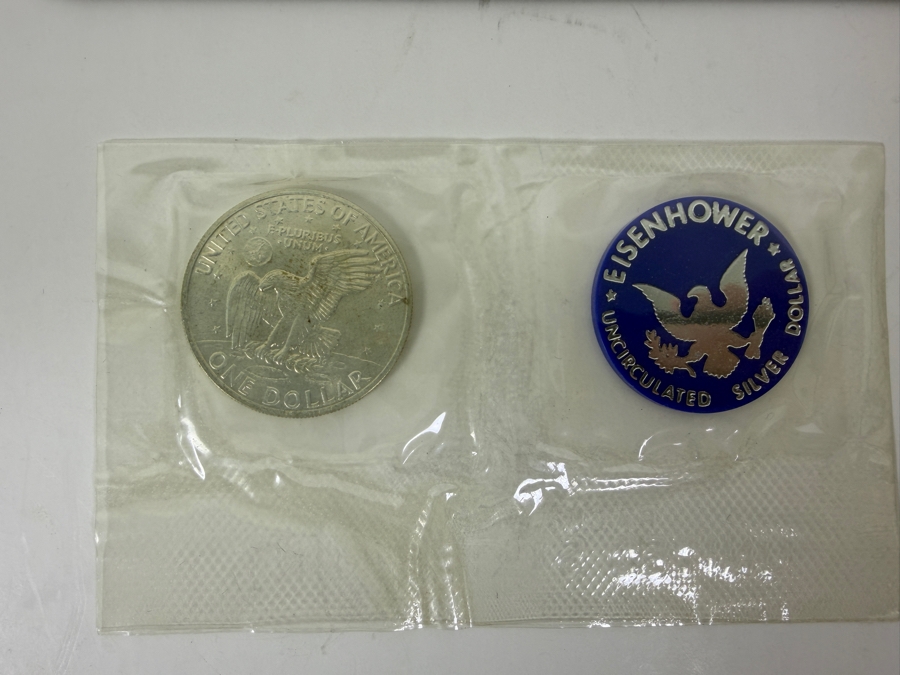 UNITED STATES OF AMERICA
E·PLURIBUS
UNUM
ONE DOLLAR
EISENHOWER
UNCIRCULATED SILVER DOLLAR